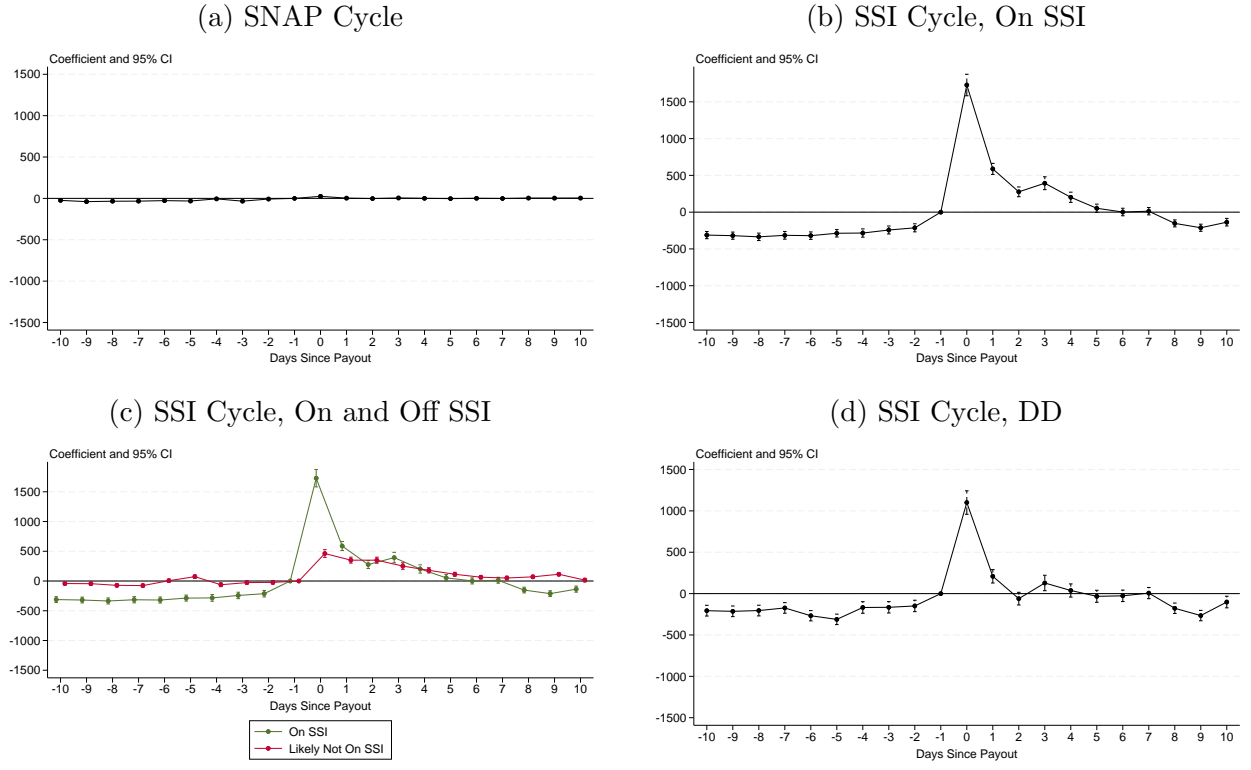 (a) SNAP Cycle
Coefficient and 95% CI
1500
1000
500
0
-500
-1000
-1500
-10 -9 -8 -7 -6 -5 -4 -3 -2 -1 0 1 2 3 4 5 6 7 8 9 10
Days Since Payout
(b) SSI Cycle, On SSI
Coefficient and 95% CI
1500
1000
500
0
-500
-1000
-1500
-10 -9 -8 -7 -6 -5 -4 -3 -2 -1 0 1 2 3 4 5 6 7 8 9 10
Days Since Payout
(c) SSI Cycle, On and Off SSI
Coefficient and 95% CI
1500
1000
500
0
-500
-1000
-1500
-10 -9 -8 -7 -6 -5 -4 -3 -2 -1 0 1 2 3 4 5 6 7 8 9 10
Days Since Payout
On SSI
Likely Not On SSI
(d) SSI Cycle, DD
Coefficient and 95% CI
1500
1000
500
0
-500
-1000
-1500
-10 -9 -8 -7 -6 -5 -4 -3 -2 -1 0 1 2 3 4 5 6 7 8 9 10
Days Since Payout